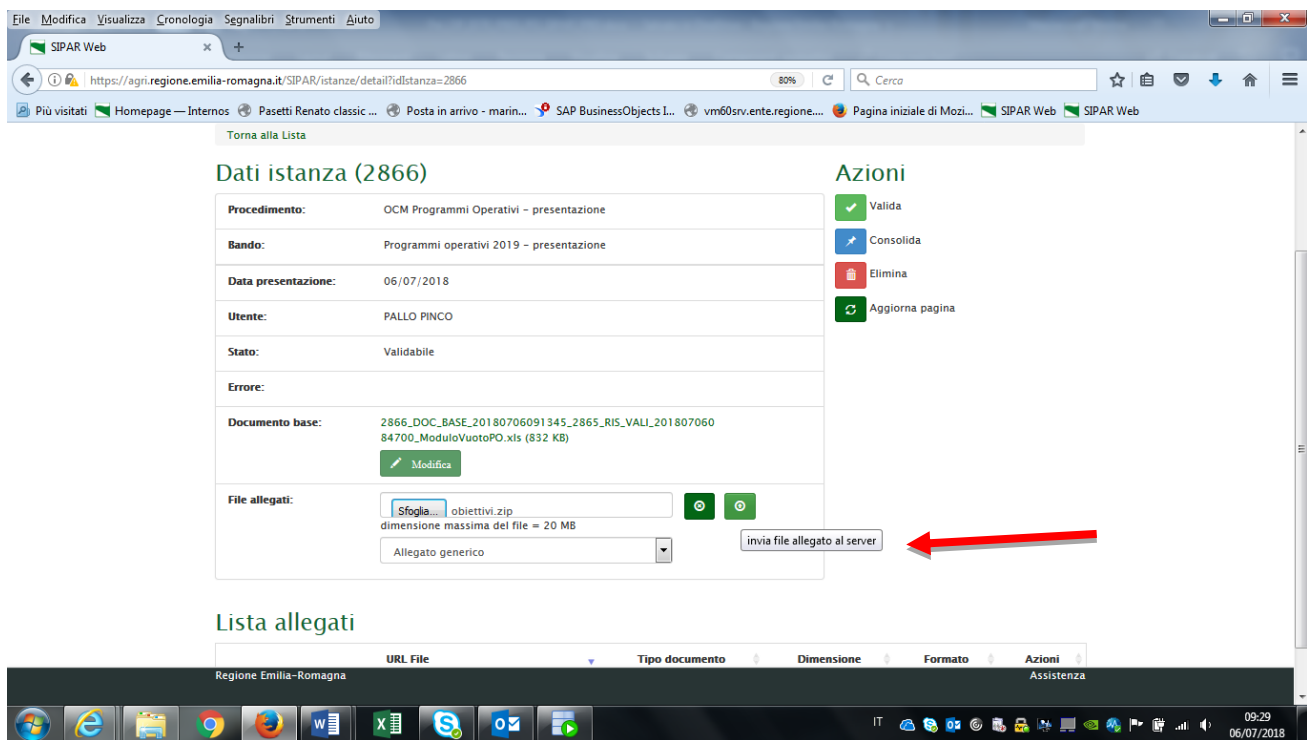 File Modifica Visualizza Cronologia Segnalibri Strumenti Aiuto
SIPAR Web
https://agri.regione.emilia-romagna.it/SIPAR/istanze/detail?idIstanza=2866 80% Cerca
Più visitati Homepage — Internos Pasetti Renato classic ... Posta in arrivo - marin... SAP BusinessObjects I... vm60srv.ente.regione.... Pagina iniziale di Mozi... SIPAR Web SIPAR Web
Torna alla Lista
Dati istanza (2866)
Procedimento: OCM Programmi Operativi - presentazione
Bando: Programmi operativi 2019 - presentazione
Data presentazione: 06/07/2018
Utente: PALLO PINCO
Stato: Validabile
Errore:
Documento base: 2866_DOC_BASE_20180706091345_2865_RIS_VALI_201807060
84700_ModuloVuotoPO.xls (832 KB)
Modifica
File allegati: Sfoglia... obiettivi.zip
dimensione massima del file = 20 MB
Allegato generico
invia file allegato al server
Azioni
Valida
Consolida
Elimina
Aggiorna pagina
Lista allegati
URL File Tipo documento Dimensione Formato Azioni
Regione Emilia-Romagna Assistenza
IT 09:29
06/07/2018